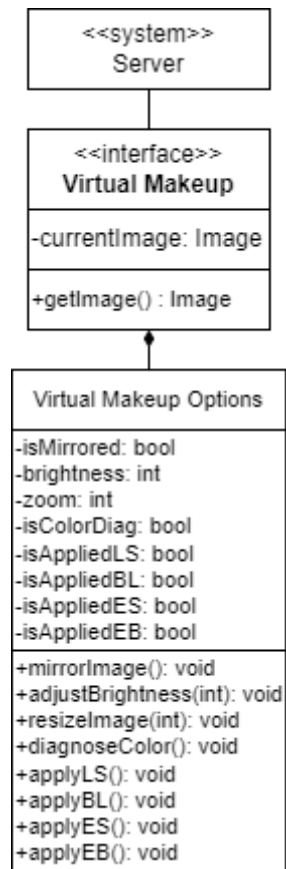 <<system>>
Server
<<interface>>
Virtual Makeup
-currentImage: Image
+getImage() : Image
Virtual Makeup Options
-isMirrored: bool
-brightness: int
-zoom: int
-isColorDiag: bool
-isAppliedLS: bool
-isAppliedBL: bool
-isAppliedES: bool
-isAppliedEB: bool
+mirrorImage(): void
+adjustBrightness(int): void
+resizeImage(int): void
+diagnoseColor(): void
+applyLS(): void
+applyBL(): void
+applyES(): void
+applyEB(): void